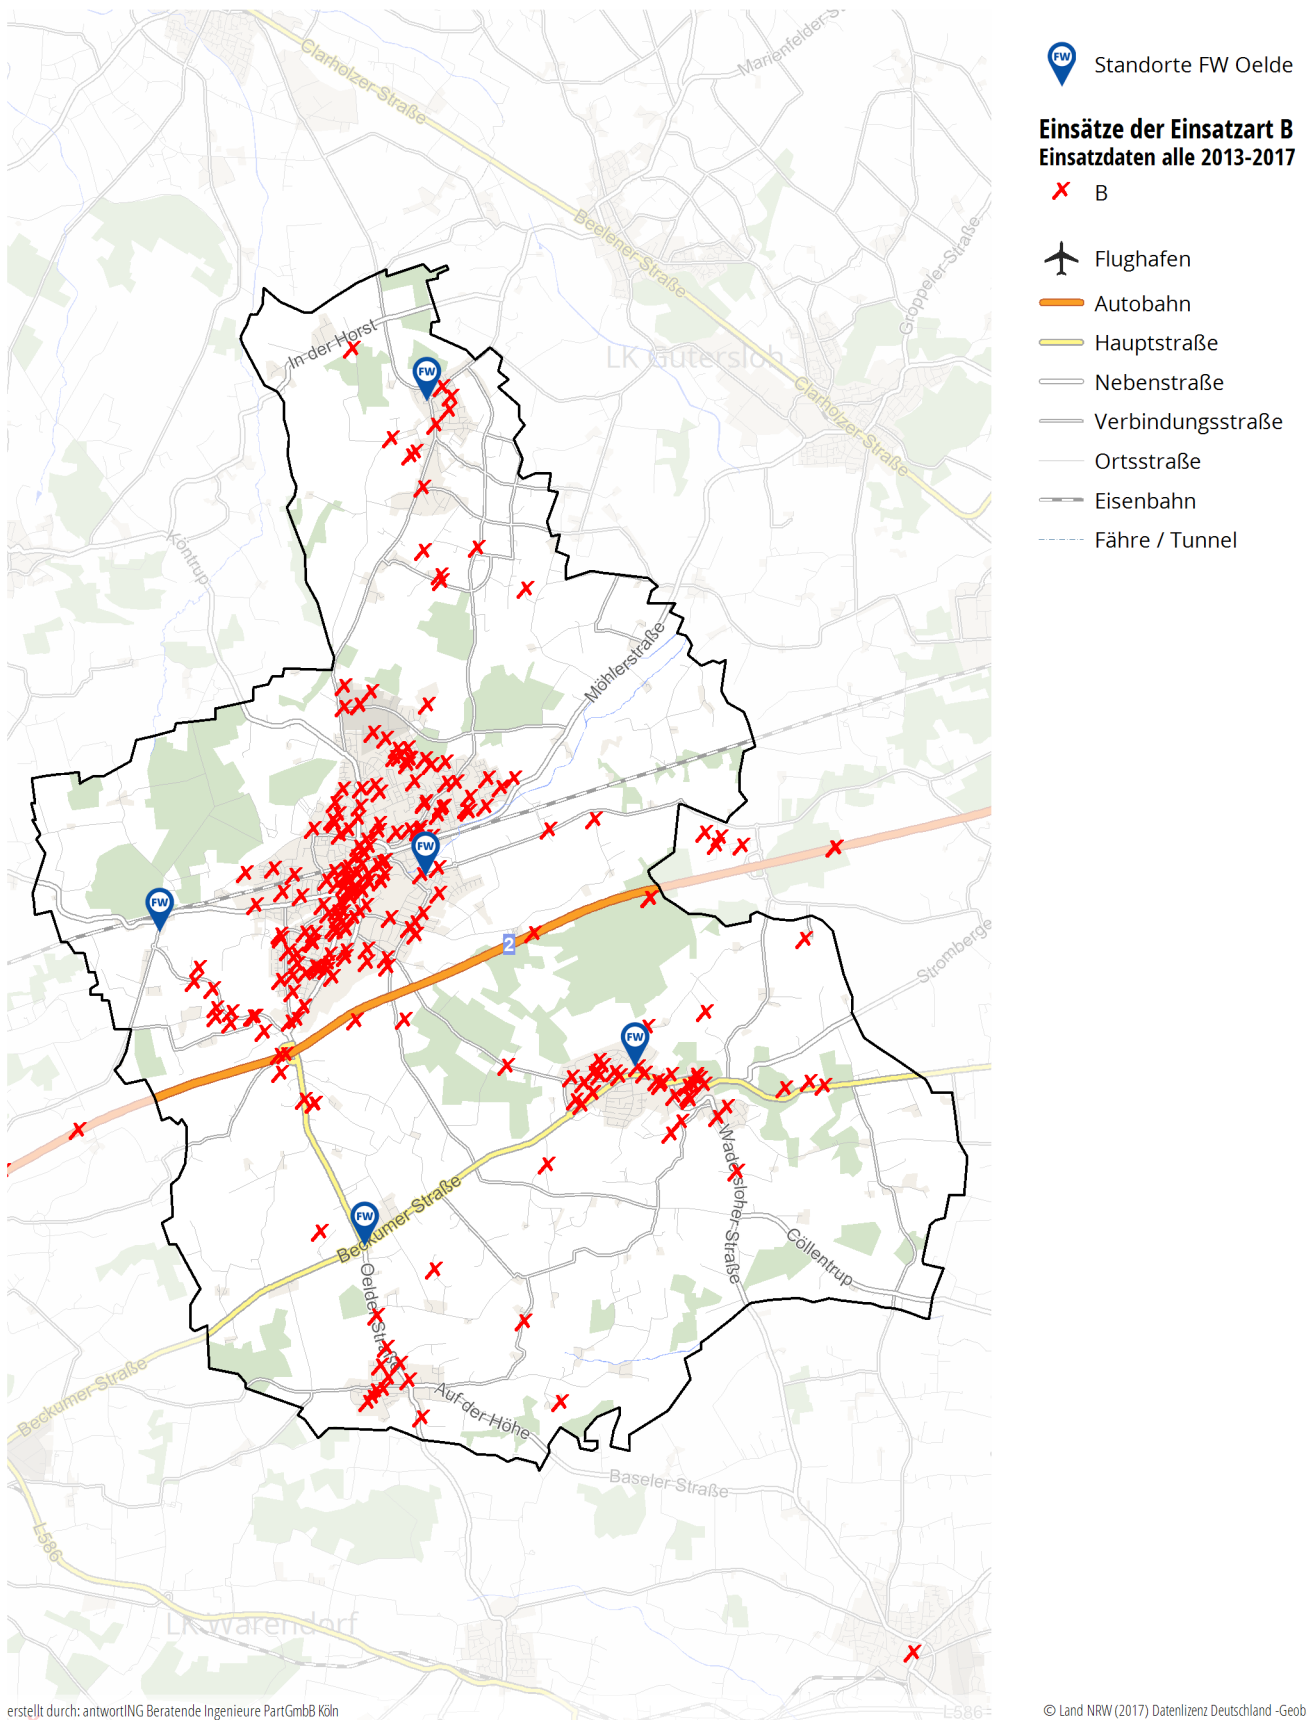 Clarholzer Straße
Beelener Straße
Groppeler-Straße
LK Gütersloh
Clarholzer Straße
In-der Horst
FW
Köntrup
Möhlerstraße
FW
FW
2
Stromberge
FW
Wadersloher-Straße
FW
Beckumer-Straße
Cöllentrup
Oelder-Straße
Beckumer-Straße
Auf-der-Höhe
Baseler-Straße
L586
LK Warendorf
L586
FW Standorte FW Oelde
Einsätze der Einsatzart B
Einsatzdaten alle 2013-2017
B
Flughafen
Autobahn
Hauptstraße
Nebenstraße
Verbindungsstraße
Ortsstraße
Eisenbahn
Fähre / Tunnel
erstellt durch: antwortING Beratende Ingenieure PartGmbB Köln
© Land NRW (2017) Datenlizenz Deutschland -Geob